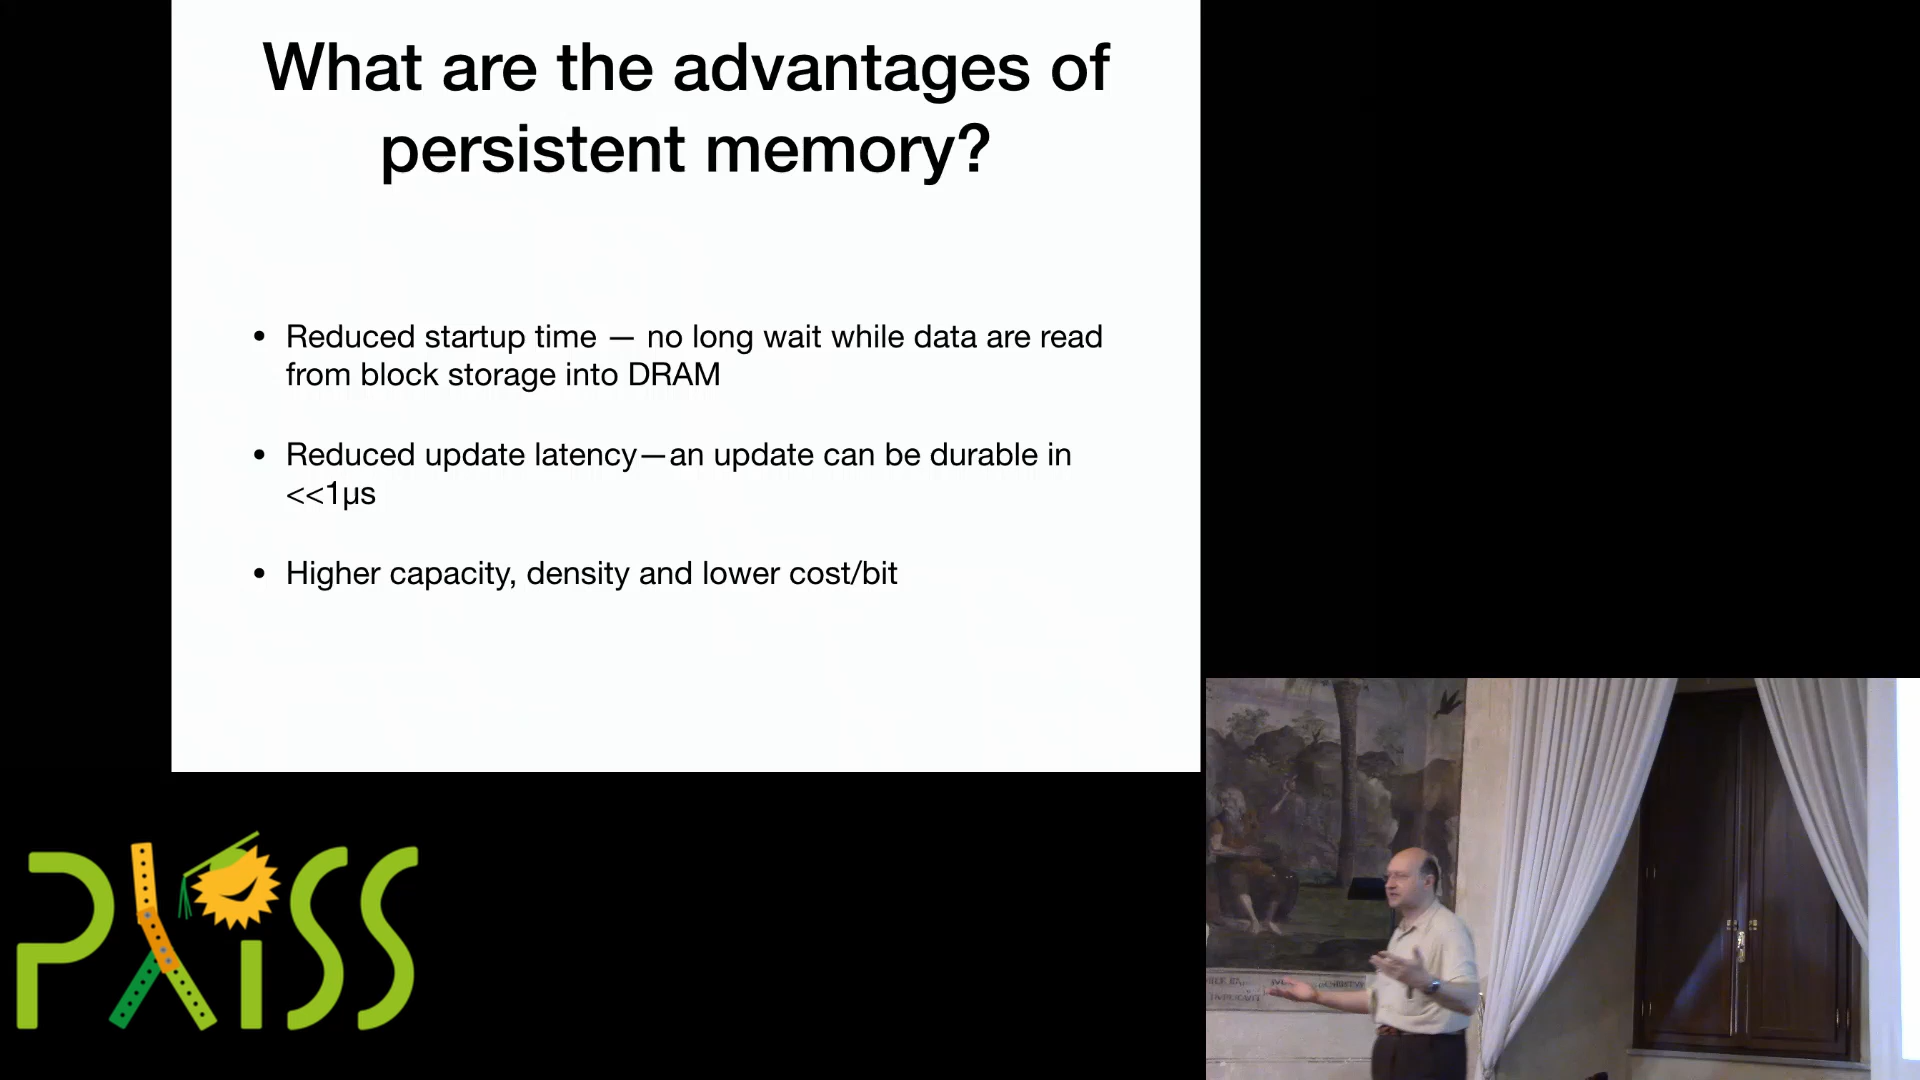 What are the advantages of
persistent memory?
• Reduced startup time — no long wait while data are read
from block storage into DRAM
• Reduced update latency—an update can be durable in
<<1µs
• Higher capacity, density and lower cost/bit
PλISS